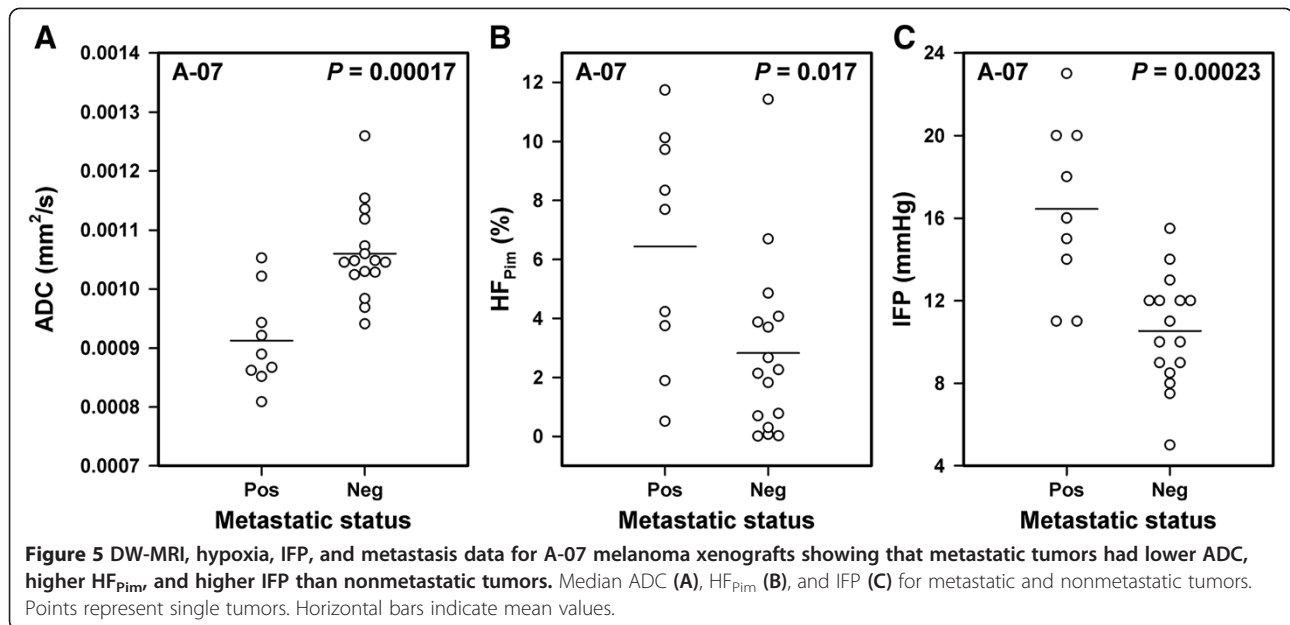 A
0.0014
0.0013
0.0012
0.0011
0.0010
0.0009
0.0008
0.0007
ADC (mm²/s)
A-07 P = 0.00017
Pos Neg
Metastatic status
B
12
10
8
6
4
2
0
HFPim (%)
A-07 P = 0.017
Pos Neg
Metastatic status
C
24
20
16
12
8
4
IFP (mmHg)
A-07 P = 0.00023
Pos Neg
Metastatic status
Figure 5 DW-MRI, hypoxia, IFP, and metastasis data for A-07 melanoma xenografts showing that metastatic tumors had lower ADC,
higher HFPim, and higher IFP than nonmetastatic tumors. Median ADC (A), HFPim (B), and IFP (C) for metastatic and nonmetastatic tumors.
Points represent single tumors. Horizontal bars indicate mean values.